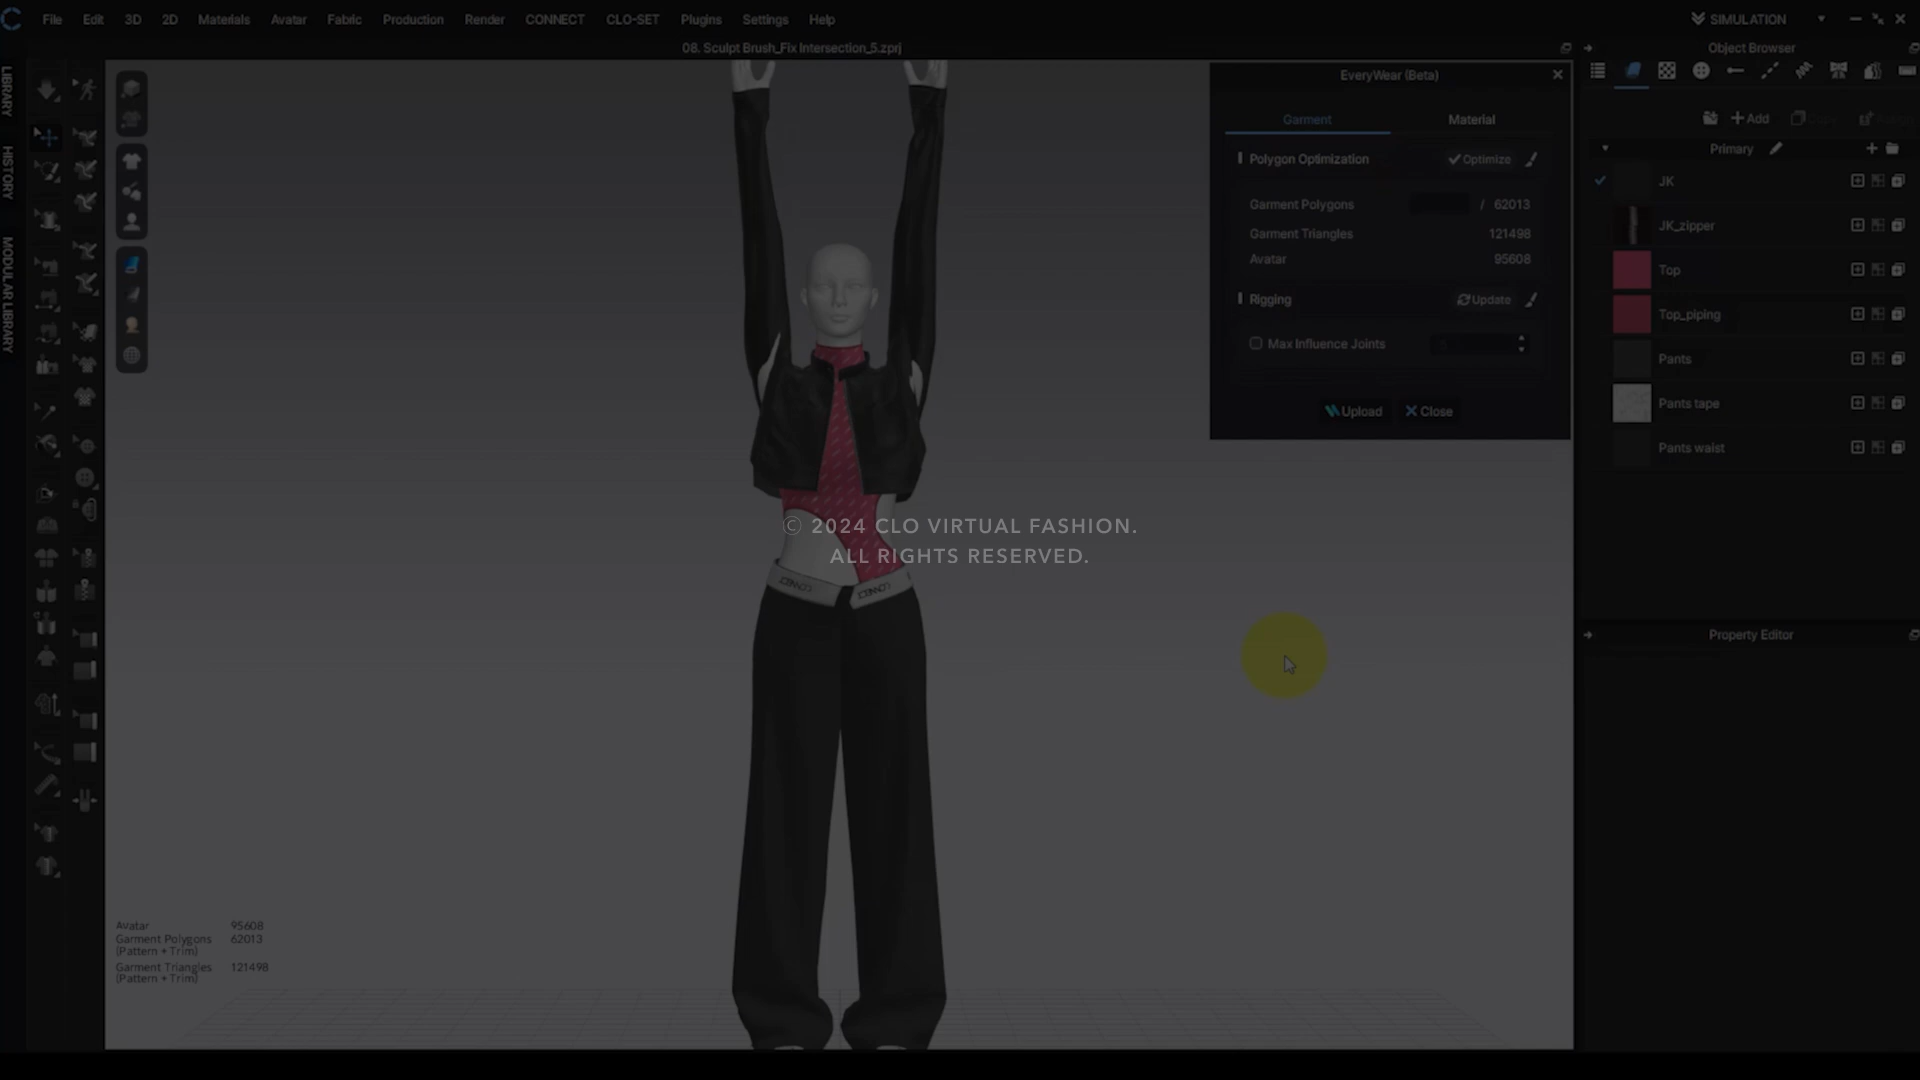 File Edit 3D 2D Materials Avatar Fabric Production Render CONNECT CLO-SET Plugins Settings Help
SIMULATION
08. Sculpt Brush_Fix Intersection_5.zprj
Object Browser
LIBRARY
HISTORY
MODULAR LIBRARY
EveryWear (Beta)
Garment Material
Polygon Optimization Optimize
Garment Polygons / 62013
Garment Triangles 121498
Avatar 95608
Rigging Update
Max Influence Joints
Upload Close
Add
Primary
JK
JK_zipper
Top
Top_piping
Pants
Pants tape
Pants waist
Property Editor
© 2024 CLO VIRTUAL FASHION.
ALL RIGHTS RESERVED.
Avatar 95608
Garment Polygons 62013
(Pattern + Trim)
Garment Triangles 121498
(Pattern + Trim)